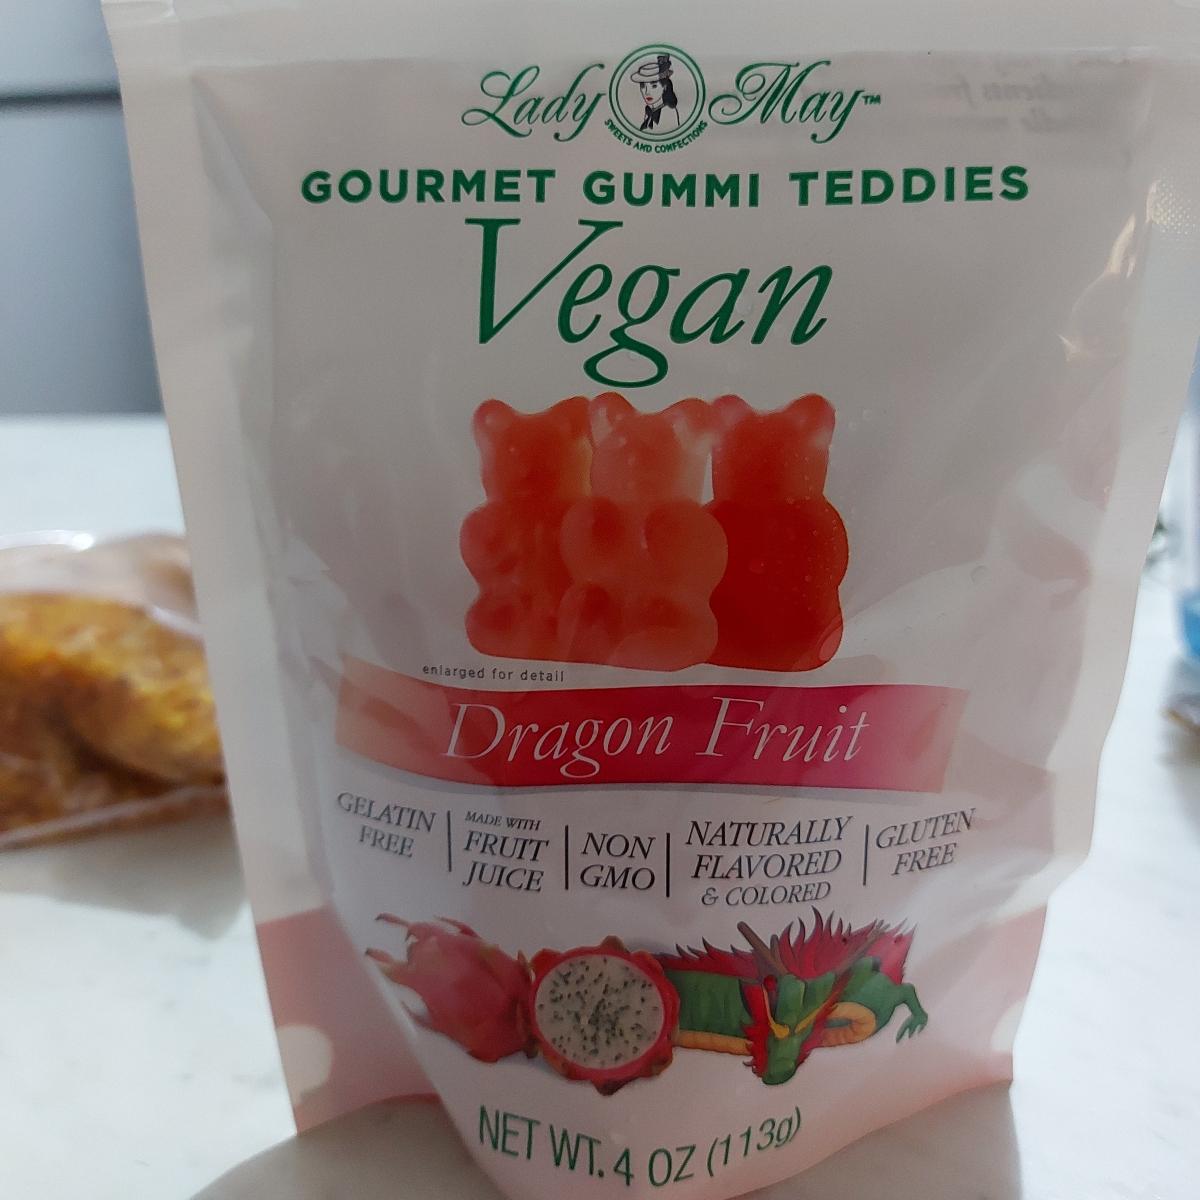 Lady May™
SWEETS AND CONFECTIONS
GOURMET GUMMI TEDDIES
Vegan
enlarged for detail
Dragon Fruit
GELATIN
FREE
MADE WITH
FRUIT
JUICE
NON
GMO
NATURALLY
FLAVORED
& COLORED
GLUTEN
FREE
NET WT. 4 OZ (113g)